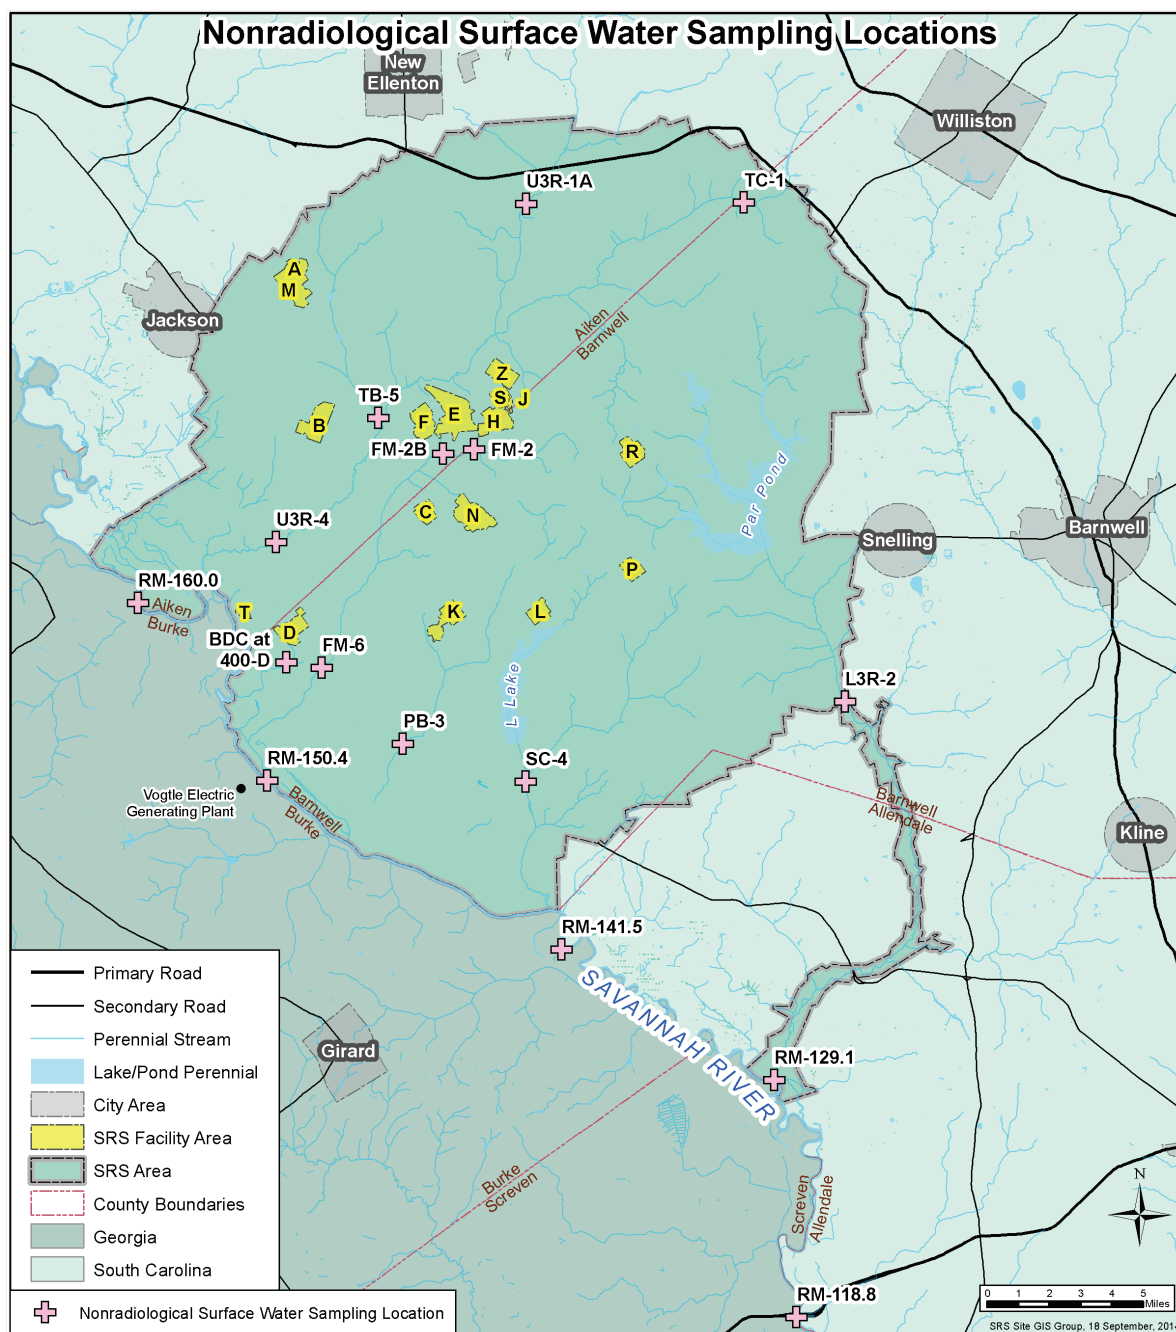 Nonradiological Surface Water Sampling Locations
New
Ellenton
Williston
U3R-1A
TC-1
A
M
Jackson
Aiken
Barnwell
Z
TB-5
S
J
B
F
E
H
FM-2B
FM-2
R
Par Pond
C
N
U3R-4
Snelling
Barnwell
P
RM-160.0
Aiken
Burke
T
K
L
D
BDC at
400-D
FM-6
L Lake
L3R-2
PB-3
RM-150.4
SC-4
Vogtle Electric
Generating Plant
Barnwell
Burke
Barnwell
Allendale
Kline
RM-141.5
SAVANNAH RIVER
Primary Road
Secondary Road
Perennial Stream
Lake/Pond Perennial
City Area
SRS Facility Area
SRS Area
County Boundaries
Georgia
South Carolina
Nonradiological Surface Water Sampling Location
Girard
RM-129.1
Burke
Screven
Screven
Allendale
N
RM-118.8
0 1 2 3 4 5
Miles
SRS Site GIS Group, 18 September, 201